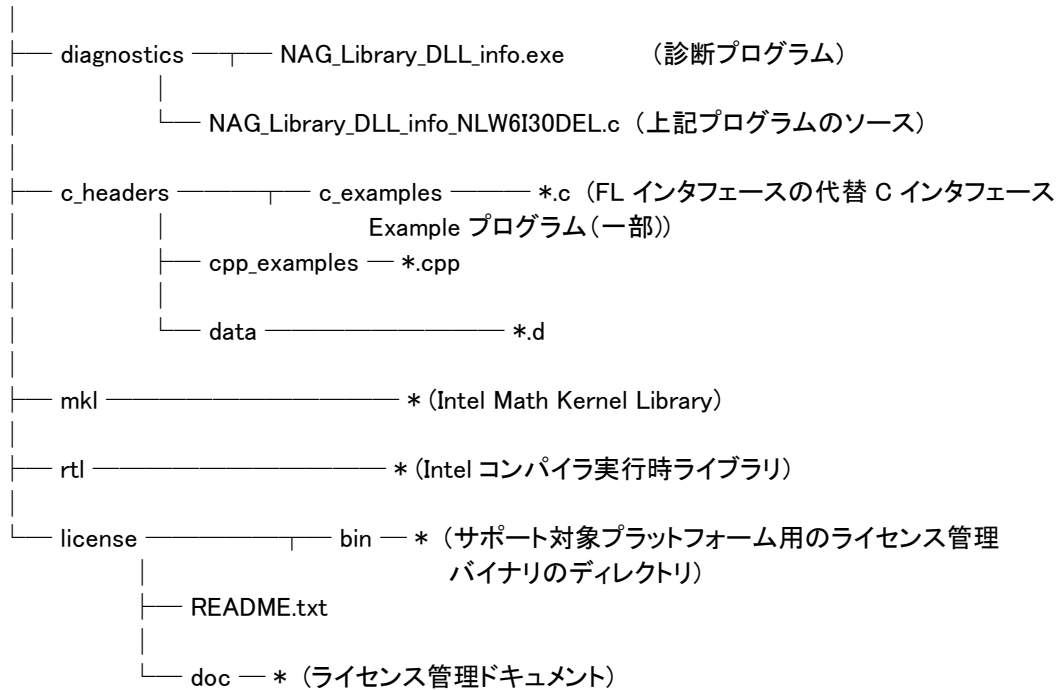 diagnostics NAG_Library_DLL_info.exe （診断プログラム）
NAG_Library_DLL_info_NLW6I30DEL.c （上記プログラムのソース）
c_headers c_examples *.c （FL インタフェースの代替 C インタフェース
Example プログラム（一部））
cpp_examples *.cpp
data *.d
mkl * （Intel Math Kernel Library）
rtl * （Intel コンパイラ実行時ライブラリ）
license bin * （サポート対象プラットフォーム用のライセンス管理
バイナリのディレクトリ）
README.txt
doc * （ライセンス管理ドキュメント）